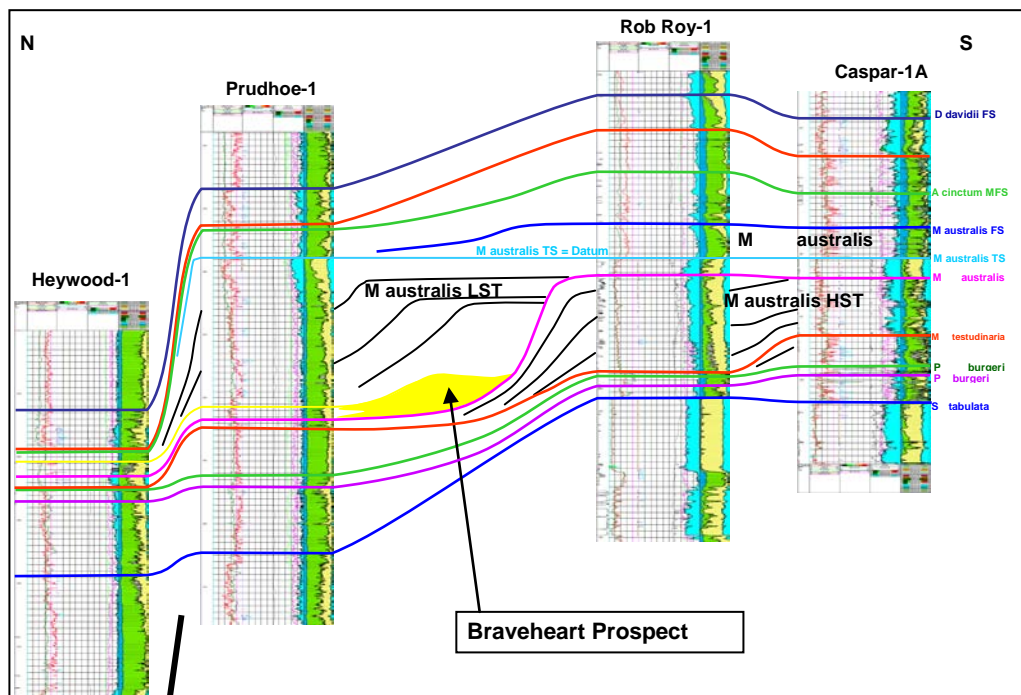 N
Rob Roy-1
S
Prudhoe-1
Caspar-1A
D davidii FS
A cinctum MFS
M australis FS
M australis
M australis TS = Datum
M australis TS
Heywood-1
M australis
M australis LST
M australis HST
M testudinaria
P burgeri
P burgeri
S tabulata
Braveheart Prospect